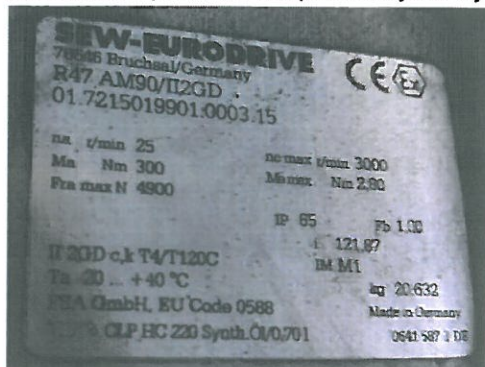 SEW-EURODRIVE
76646 Bruchsal/Germany
R47 AM90/II2GD
01.7215019901.0003.15
CE Ex
na r/min 25
ne max r/min 3000
Ma Nm 300
Me max Nm 2,80
Fra max N 4900
IP 65 Fb 1.00
i 121,87
II 2GD c,k T4/T120C
IM M1
Ta -20 ... +40 °C
kg 20.632
GmbH, EU Code 0588
Made in Germany
CLP HC 220 Synth.Öl/0,70l
0641 587 1 DE